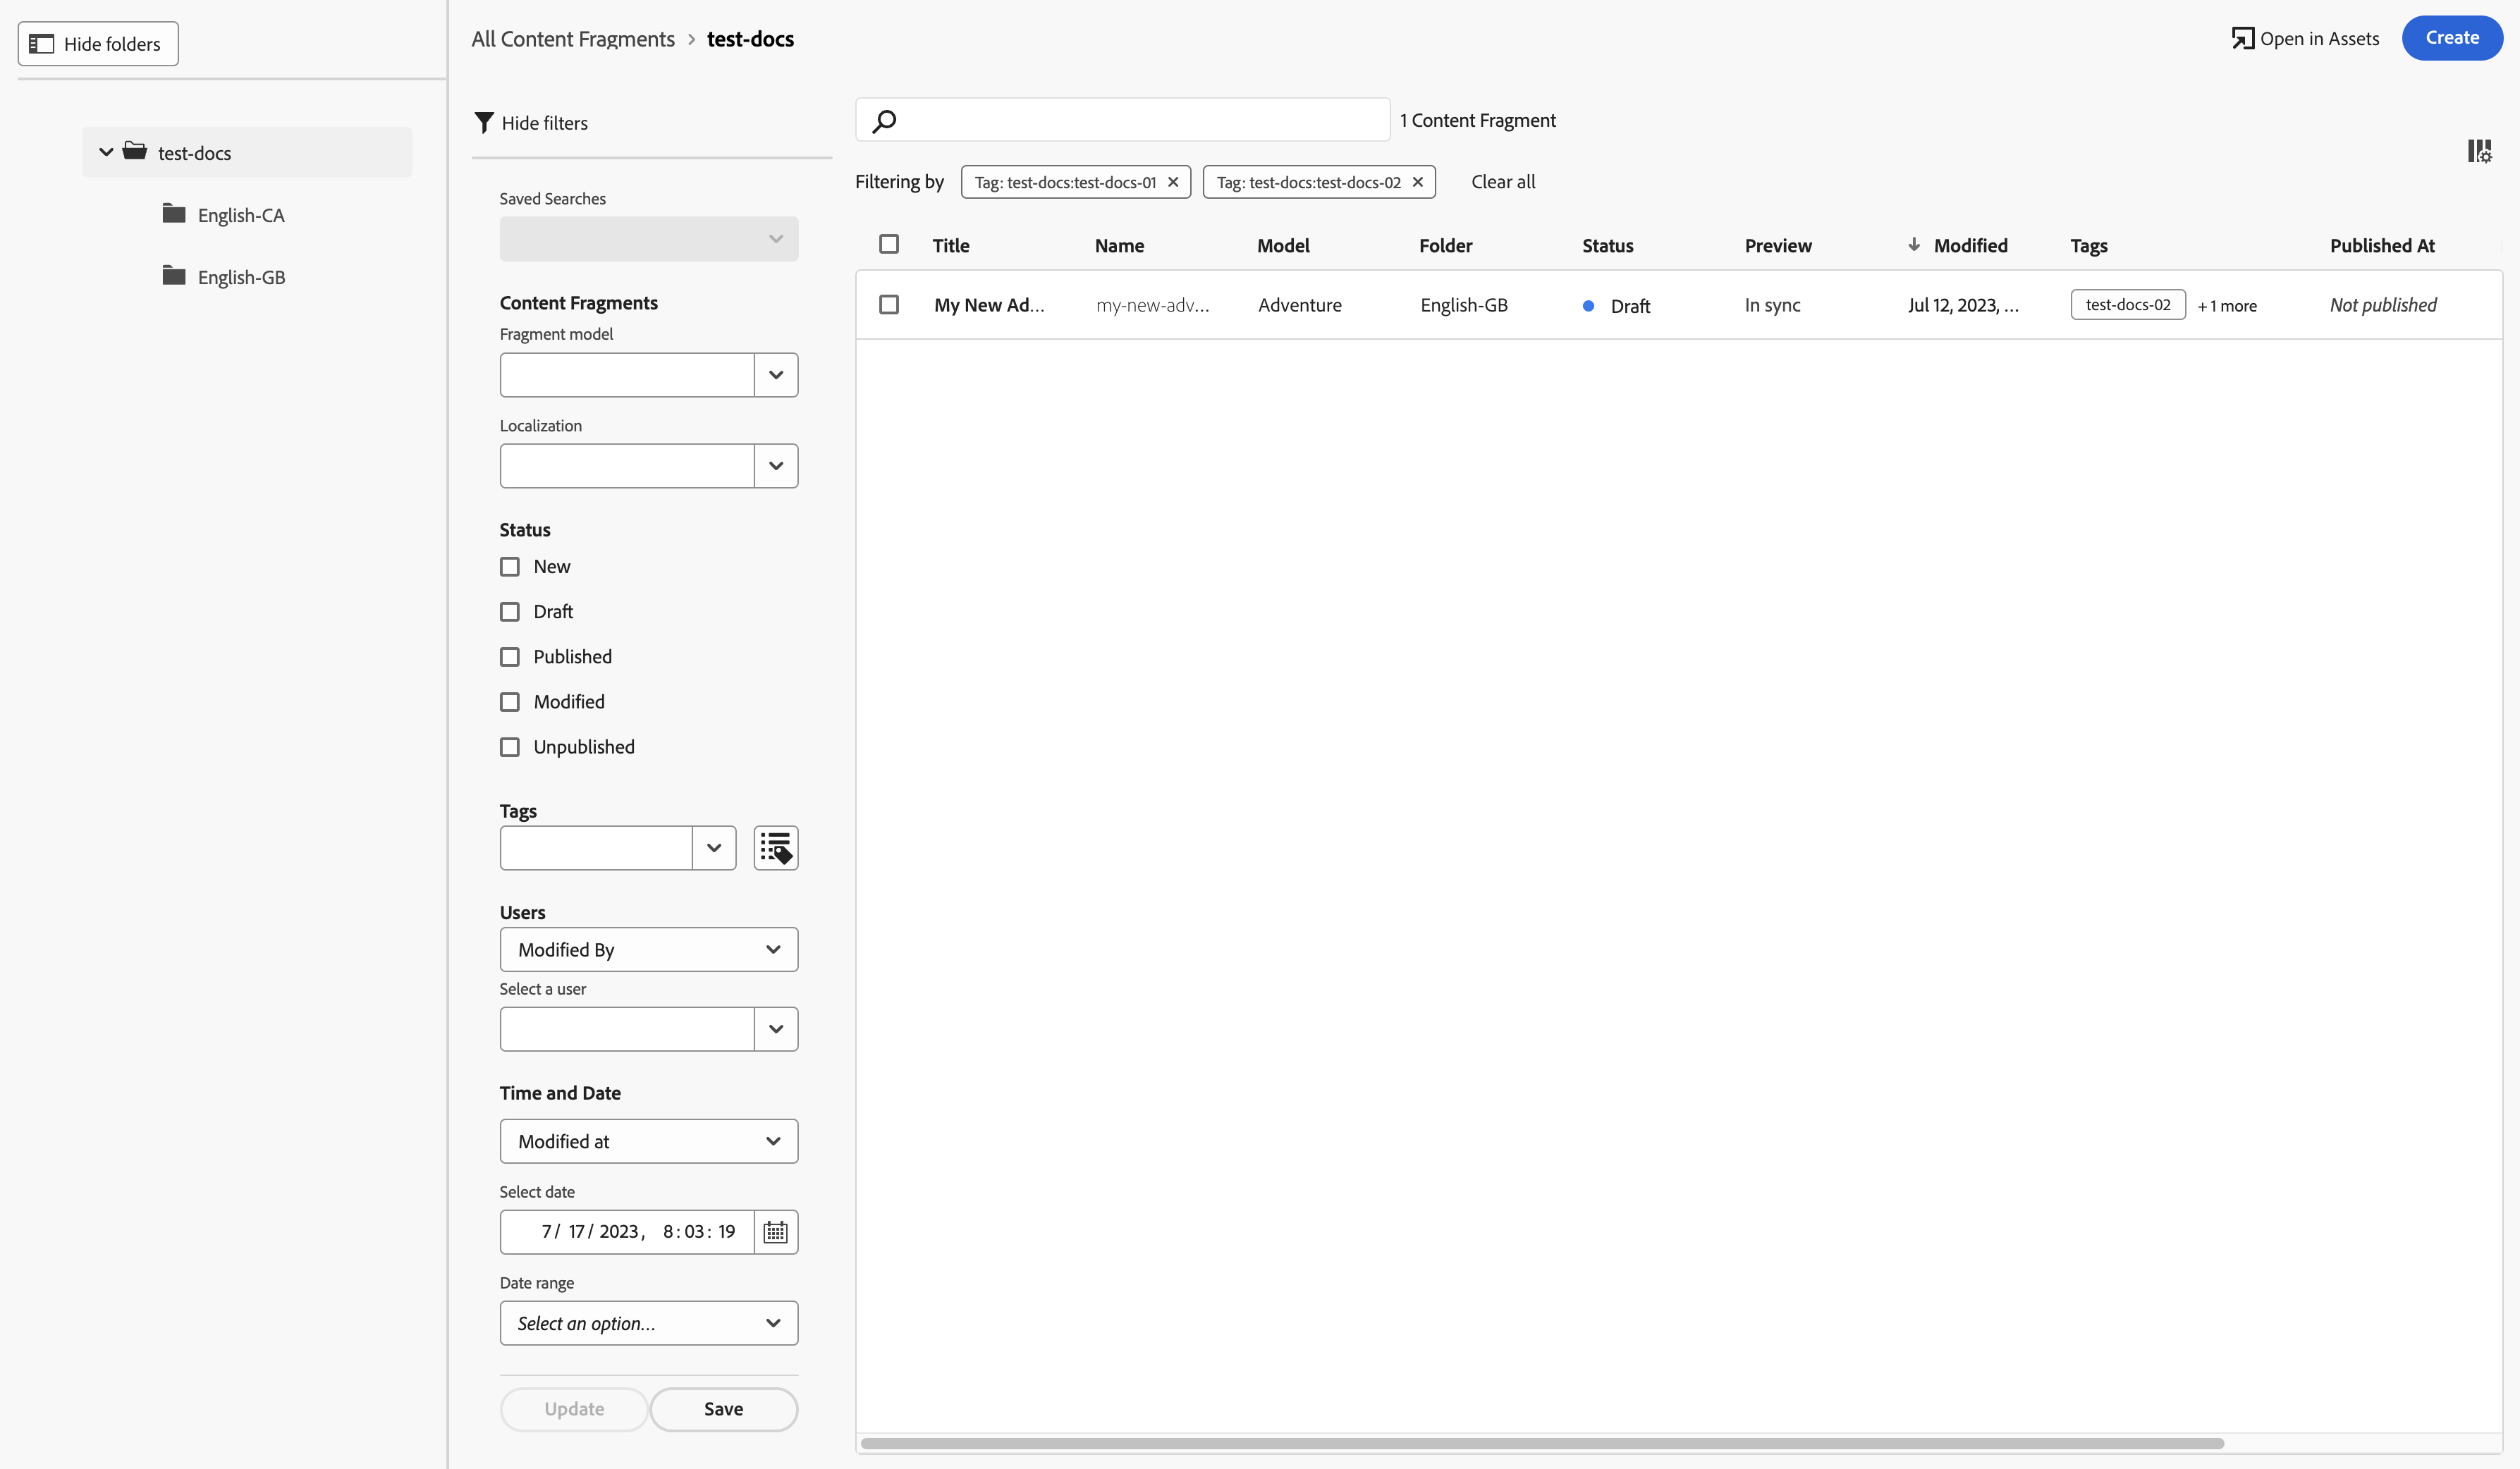 Hide folders
test-docs
English-CA
English-GB
All Content Fragments > test-docs
Open in Assets
Create
Hide filters
Saved Searches
Content Fragments
Fragment model
Localization
Status
New
Draft
Published
Modified
Unpublished
Tags
Users
Modified By
Select a user
Time and Date
Modified at
Select date
7/ 17/ 2023, 8:03: 19
Date range
Select an option...
Update
Save
1 Content Fragment
Filtering by
Tag: test-docs:test-docs-01
Tag: test-docs:test-docs-02
Clear all
Title Name Model Folder Status Preview Modified Tags Published At
My New Ad... my-new-adv... Adventure English-GB Draft In sync Jul 12, 2023, ... test-docs-02 + 1 more Not published